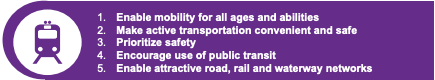 1. Enable mobility for all ages and abilities
2. Make active transportation convenient and safe
3. Prioritize safety
4. Encourage use of public transit
5. Enable attractive road, rail and waterway networks